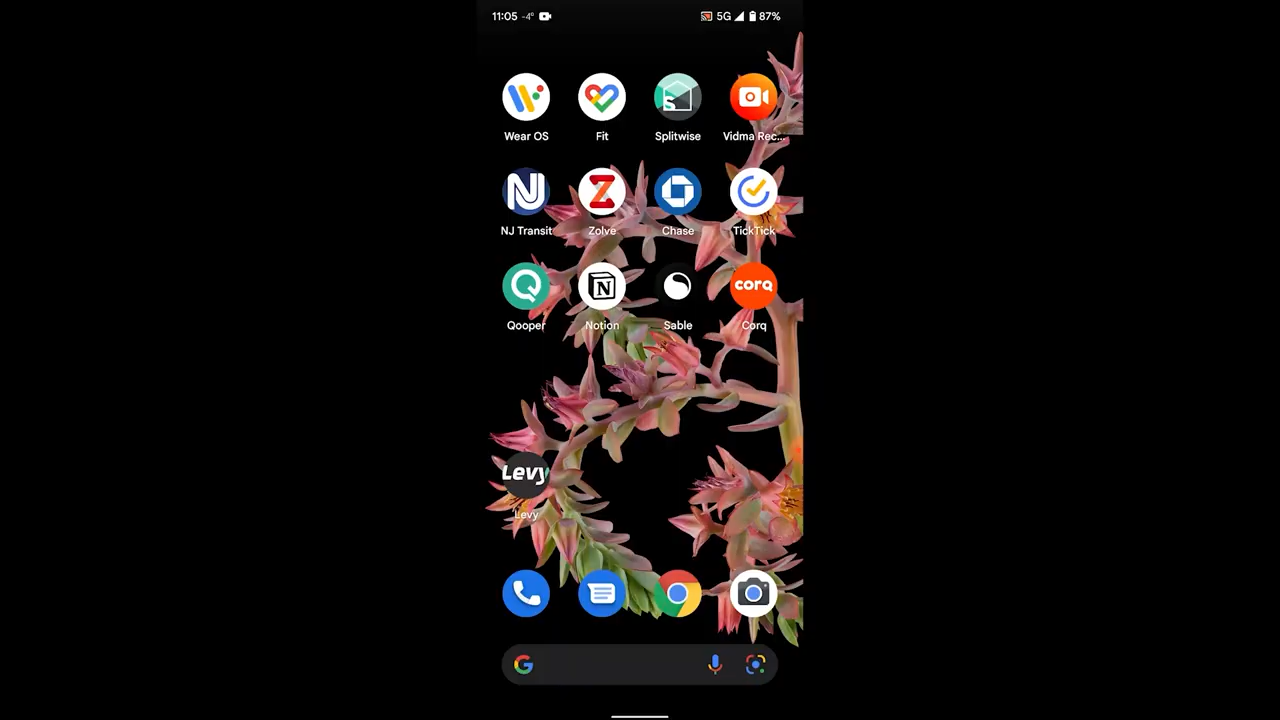 11:05 -4° 5G 87%
Wear OS Fit Splitwise Vidma Rec...
NJ Transit Zolve Chase TickTick
corq
Qooper Notion Sable Corq
Levy
Levy